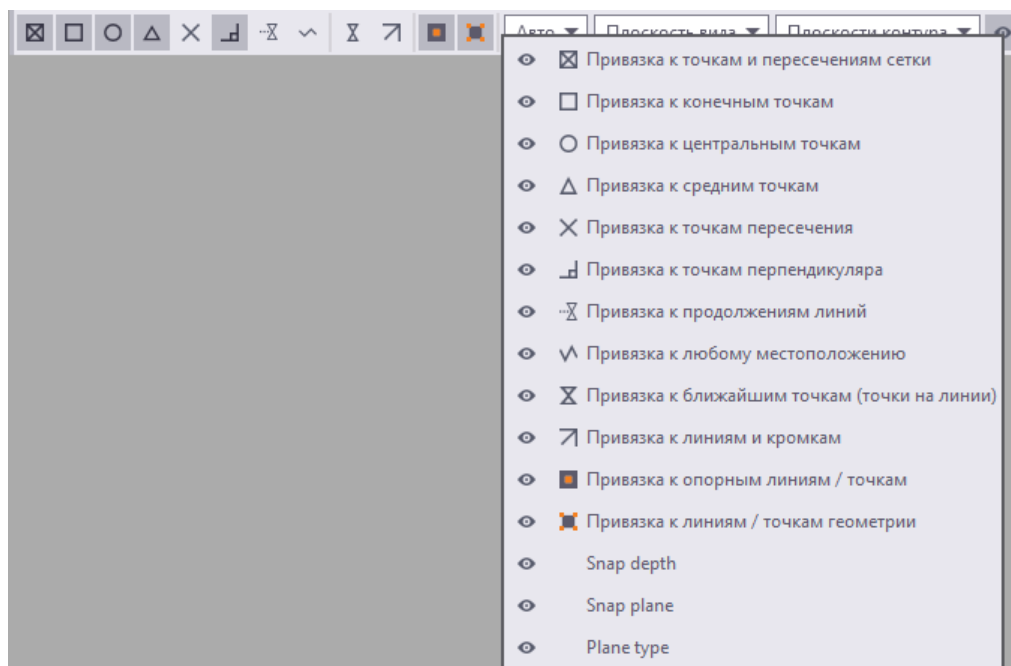 Авто Плоскость вида Плоскости контура
Привязка к точкам и пересечениям сетки
Привязка к конечным точкам
Привязка к центральным точкам
Привязка к средним точкам
Привязка к точкам пересечения
Привязка к точкам перпендикуляра
Привязка к продолжениям линий
Привязка к любому местоположению
Привязка к ближайшим точкам (точки на линии)
Привязка к линиям и кромкам
Привязка к опорным линиям / точкам
Привязка к линиям / точкам геометрии
Snap depth
Snap plane
Plane type